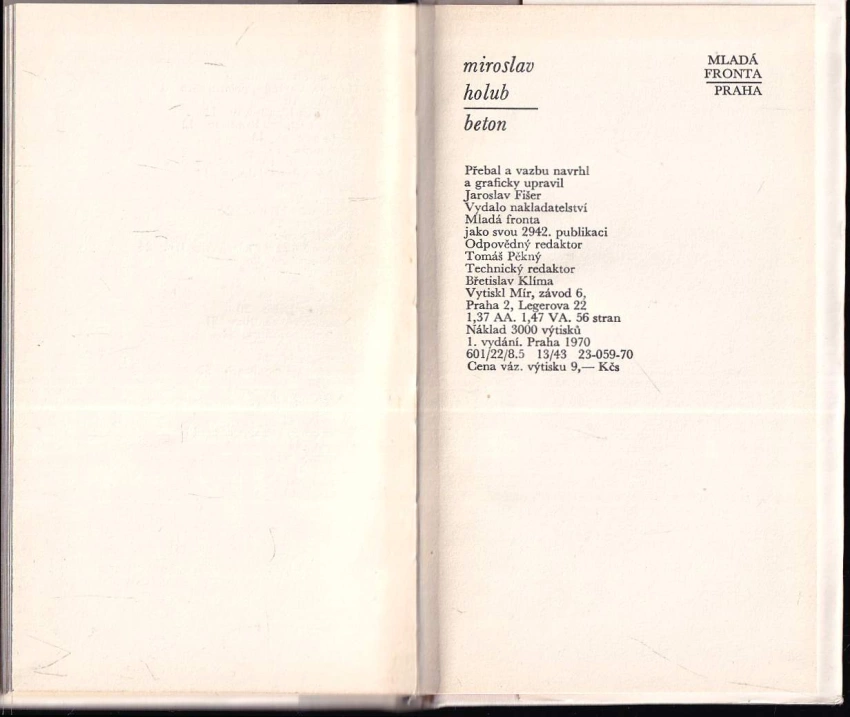 miroslav
holub
beton
MLADÁ
FRONTA
PRAHA
Přebal a vazbu navrhl
a graficky upravil
Jaroslav Fišer
Vydalo nakladatelství
Mladá fronta
jako svou 2942. publikaci
Odpovědný redaktor
Tomáš Pěkný
Technický redaktor
Břetislav Klíma
Vytiskl Mír, závod 6,
Praha 2, Legerova 22
1,37 AA. 1,47 VA. 56 stran
Náklad 3000 výtisků
1. vydání. Praha 1970
601/22/8.5 13/43 23-059-70
Cena váz. výtisku 9,— Kčs